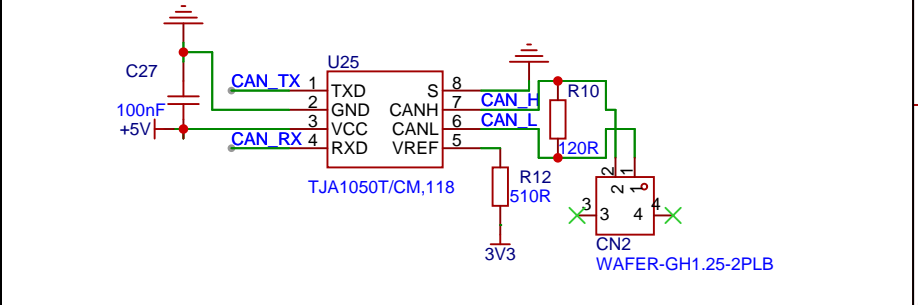 U25
C27
100nF
+5V
CAN_TX
CAN_RX
1
2
3
4
TXD
GND
VCC
RXD
S
CANH
CANL
VREF
8
7
6
5
CAN_H
CAN_L
TJA1050T/CM,118
R10
120R
R12
510R
3V3
2
1
2
1
3
3
4
4
CN2
WAFER-GH1.25-2PLB